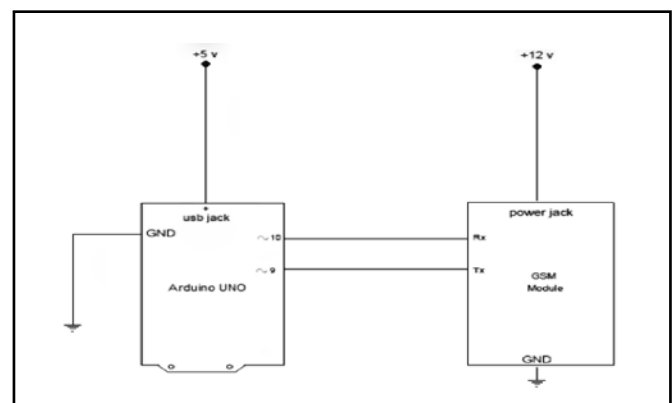 +5 v
+12 v
usb jack
power jack
GND
~ 10
Rx
~ 9
Tx
Arduino UNO
GSM
Module
GND